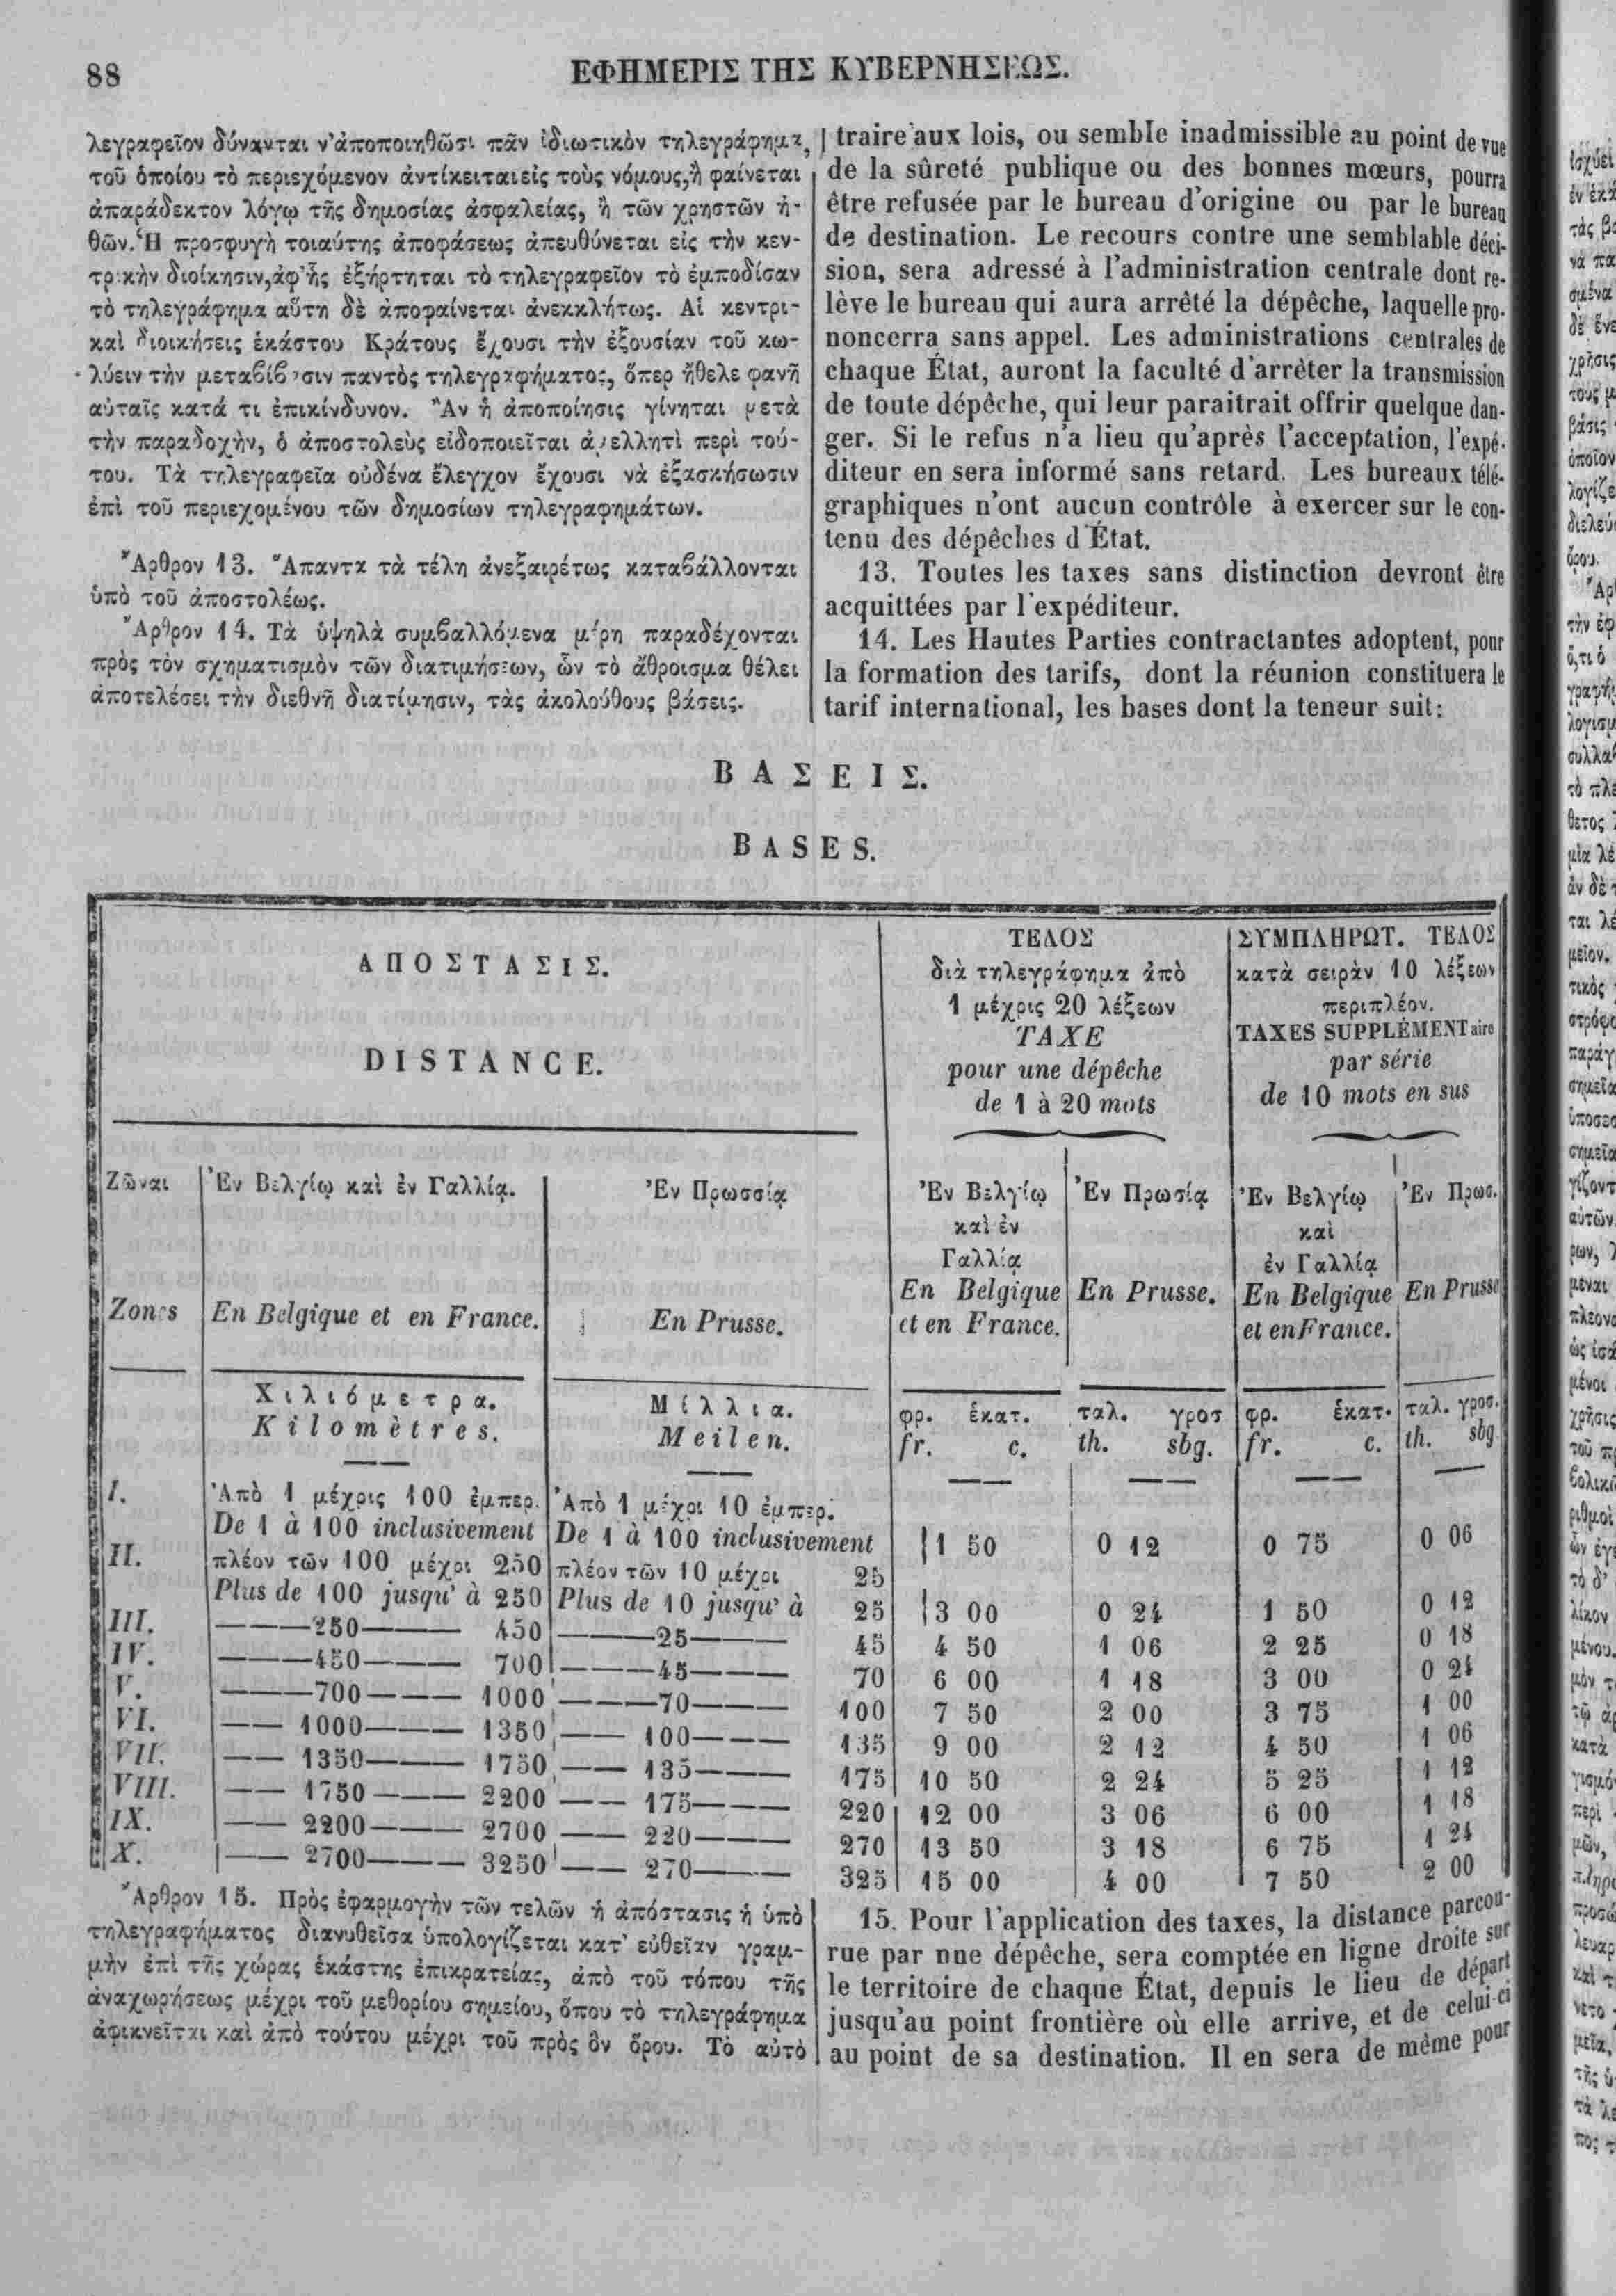 88
ΕΦΗΜΕΡΙΣ ΤΗΣ ΚΥΒΕΡΝΗΣΕΩΣ.
λεγραφεῖον δύνανται ν'ἀποποιηθῶσι πᾶν ἰδιωτικὸν τηλεγράφημα,
τοῦ ὁποίου τὸ περιεχόμενον ἀντίκειται εἰς τοὺς νόμους, ἢ φαίνεται
ἀπαράδεκτον λόγῳ τῆς δημοσίας ἀσφαλείας, ἢ τῶν χρηστῶν ἠ-
θῶν. Ἡ προσφυγὴ τοιαύτης ἀποφάσεως ἀπευθύνεται εἰς τὴν κεν-
τρικὴν διοίκησιν, ἀφ'ἧς ἐξήρτηται τὸ τηλεγραφεῖον τὸ ἐμποδίσαν
τὸ τηλεγράφημα αὕτη δὲ ἀποφαίνεται ἀνεκκλήτως. Αἱ κεντρι-
καὶ διοικήσεις ἑκάστου Κράτους ἔχουσι τὴν ἐξουσίαν τοῦ κω-
λύειν τὴν μεταβίβασιν παντὸς τηλεγραφήματος, ὅπερ ἤθελε φανῆ
αὐταῖς κατά τι ἐπικίνδυνον. Ἂν ἡ ἀποποίησις γίνηται μετὰ
τὴν παραδοχὴν, ὁ ἀποστολεὺς εἰδοποιεῖται ἀμελλητὶ περὶ τού-
του. Τὰ τηλεγραφεῖα οὐδένα ἔλεγχον ἔχουσι νὰ ἐξασκήσωσιν
ἐπὶ τοῦ περιεχομένου τῶν δημοσίων τηλεγραφημάτων.
Ἄρθρον 13. Ἅπαντα τὰ τέλη ἀνεξαιρέτως καταβάλλονται
ὑπὸ τοῦ ἀποστολέως.
Ἄρθρον 14. Τὰ ὑψηλὰ συμβαλλόμενα μέρη παραδέχονται
πρὸς τὸν σχηματισμὸν τῶν διατιμήσεων, ὧν τὸ ἄθροισμα θέλει
ἀποτελέσει τὴν διεθνῆ διατίμησιν, τὰς ἀκολούθους βάσεις.
traire aux lois, ou semble inadmissible au point de vue
de la sûreté publique ou des bonnes mœurs, pourra
être refusée par le bureau d'origine ou par le bureau
de destination. Le recours contre une semblable déci-
sion, sera adressé à l'administration centrale dont re-
lève le bureau qui aura arrêté la dépêche, laquelle pro-
noncerra sans appel. Les administrations centrales de
chaque État, auront la faculté d'arrèter la transmission
de toute dépêche, qui leur paraitrait offrir quelque dan-
ger. Si le refus n'a lieu qu'après l'acceptation, l'expé-
diteur en sera informé sans retard. Les bureaux télé-
graphiques n'ont aucun contrôle à exercer sur le con-
tenu des dépêches d'État.
13. Toutes les taxes sans distinction devront être
acquittées par l'expéditeur.
14. Les Hautes Parties contractantes adoptent, pour
la formation des tarifs, dont la réunion constituera le
tarif international, les bases dont la teneur suit:
ΒΑΣΕΙΣ.
BASES.
ΑΠΟΣΤΑΣΙΣ.
DISTANCE.
ΤΕΛΟΣ
διὰ τηλεγράφημα ἀπὸ
1 μέχρις 20 λέξεων
TAXE
pour une dépêche
de 1 à 20 mots
ΣΥΜΠΛΗΡΩΤ. ΤΕΛΟΣ
κατὰ σειρὰν 10 λέξεων
περιπλέον.
TAXES SUPPLÉMENTaire
par série
de 10 mots en sus
Ζῶναι Ἐν Βελγίῳ καὶ ἐν Γαλλίᾳ. Ἐν Πρωσσίᾳ Ἐν Βελγίῳ καὶ ἐν Γαλλίᾳ Ἐν Πρωσίᾳ Ἐν Βελγίῳ καὶ ἐν Γαλλίᾳ Ἐν Πρωσ.
Zones En Belgique et en France. En Prusse. En Belgique et en France. En Prusse. En Belgique et en France. En Prusse
Χιλιόμετρα. Μίλλια. φρ. ἑκατ. ταλ. γροσ φρ. ἑκατ. ταλ. γροσ.
Kilomètres. Meilen. fr. c. th. sbg. fr. c. th. sbg.
I. Ἀπὸ 1 μέχρις 100 ἐμπερ. Ἀπὸ 1 μέχρι 10 ἐμπερ.
De 1 à 100 inclusivement De 1 à 100 inclusivement 1 50 0 12 0 75 0 06
II. πλέον τῶν 100 μέχρι 250 πλέον τῶν 10 μέχρι 25
Plus de 100 jusqu' à 250 Plus de 10 jusqu' à 25 3 00 0 24 1 50 0 12
III. ———250——— 450 ———25——— 45 4 50 1 06 2 25 0 18
IV. ———450——— 700 ———45——— 70 6 00 1 18 3 00 0 24
V. ———700——— 1000 ———70——— 100 7 50 2 00 3 75 1 00
VI. —— 1000——— 1350 —— 100——— 135 9 00 2 12 4 50 1 06
VII. —— 1350——— 1750 —— 135——— 175 10 50 2 24 5 25 1 12
VIII. —— 1750——— 2200 —— 175——— 220 12 00 3 06 6 00 1 18
IX. —— 2200——— 2700 —— 220——— 270 13 50 3 18 6 75 1 24
X. —— 2700——— 3250 —— 270——— 325 15 00 4 00 7 50 2 00
Ἄρθρον 15. Πρὸς ἐφαρμογὴν τῶν τελῶν ἡ ἀπόστασις ἡ ὑπὸ
τηλεγραφήματος διανυθεῖσα ὑπολογίζεται κατ' εὐθεῖαν γραμ-
μὴν ἐπὶ τῆς χώρας ἑκάστης ἐπικρατείας, ἀπὸ τοῦ τόπου τῆς
ἀναχωρήσεως μέχρι τοῦ μεθορίου σημείου, ὅπου τὸ τηλεγράφημα
ἀφικνεῖται καὶ ἀπὸ τούτου μέχρι τοῦ πρὸς ὃν ὅρου. Τὸ αὐτὸ
15. Pour l'application des taxes, la distance parcou-
rue par nne dépêche, sera comptée en ligne droite sur
le territoire de chaque État, depuis le lieu de départ
jusqu'au point frontière où elle arrive, et de celui-ci
au point de sa destination. Il en sera de même pour